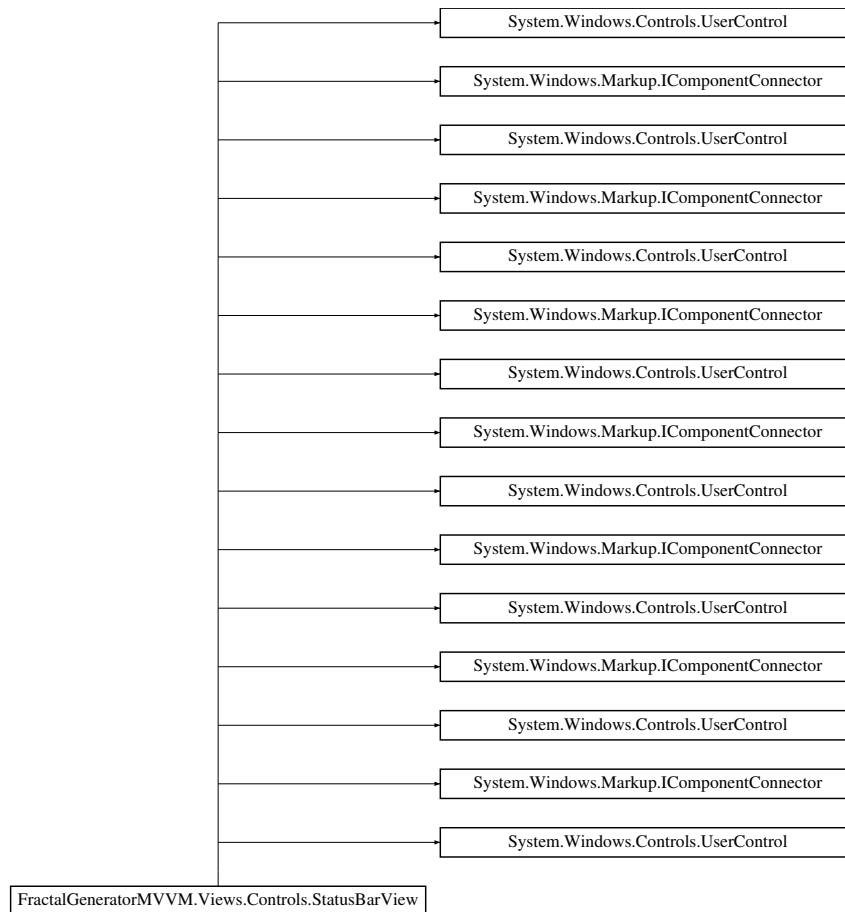 System.Windows.Controls.UserControl
System.Windows.Markup.IComponentConnector
System.Windows.Controls.UserControl
System.Windows.Markup.IComponentConnector
System.Windows.Controls.UserControl
System.Windows.Markup.IComponentConnector
System.Windows.Controls.UserControl
System.Windows.Markup.IComponentConnector
System.Windows.Controls.UserControl
System.Windows.Markup.IComponentConnector
System.Windows.Controls.UserControl
System.Windows.Markup.IComponentConnector
System.Windows.Controls.UserControl
System.Windows.Markup.IComponentConnector
System.Windows.Controls.UserControl
FractalGeneratorMVVM.Views.Controls.StatusBarView